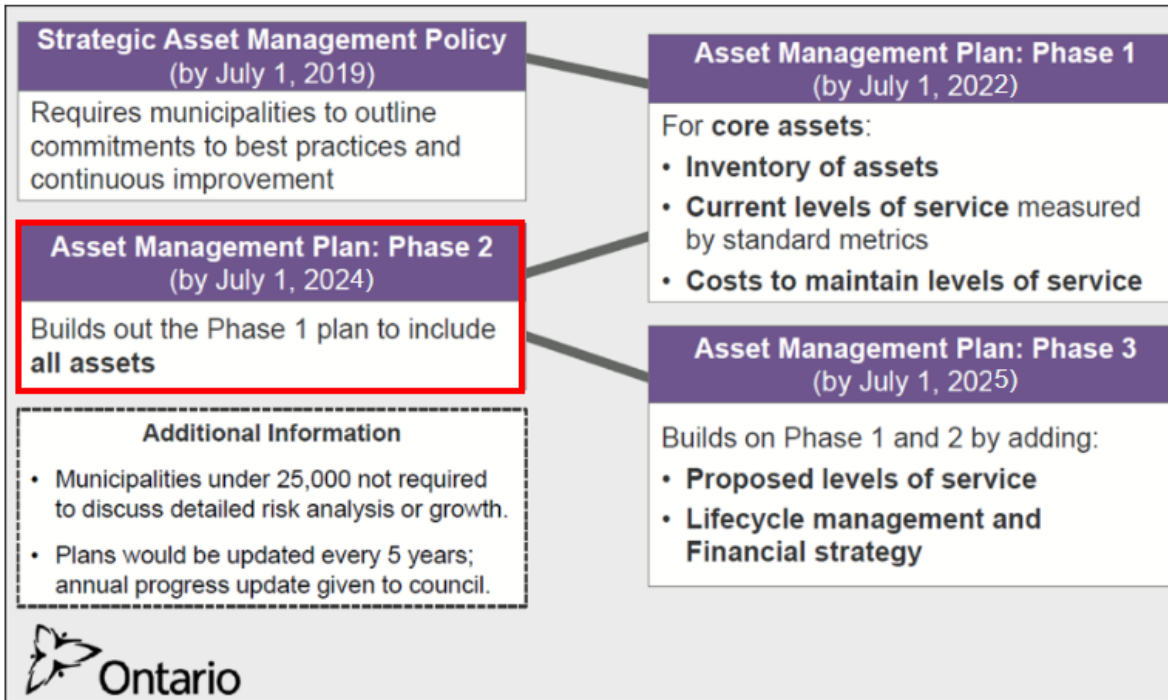 Strategic Asset Management Policy
(by July 1, 2019)
Requires municipalities to outline
commitments to best practices and
continuous improvement
Asset Management Plan: Phase 1
(by July 1, 2022)
For core assets:
• Inventory of assets
• Current levels of service measured
by standard metrics
• Costs to maintain levels of service
Asset Management Plan: Phase 2
(by July 1, 2024)
Builds out the Phase 1 plan to include
all assets
Asset Management Plan: Phase 3
(by July 1, 2025)
Builds on Phase 1 and 2 by adding:
• Proposed levels of service
• Lifecycle management and
Financial strategy
Additional Information
• Municipalities under 25,000 not required
to discuss detailed risk analysis or growth.
• Plans would be updated every 5 years;
annual progress update given to council.
Ontario